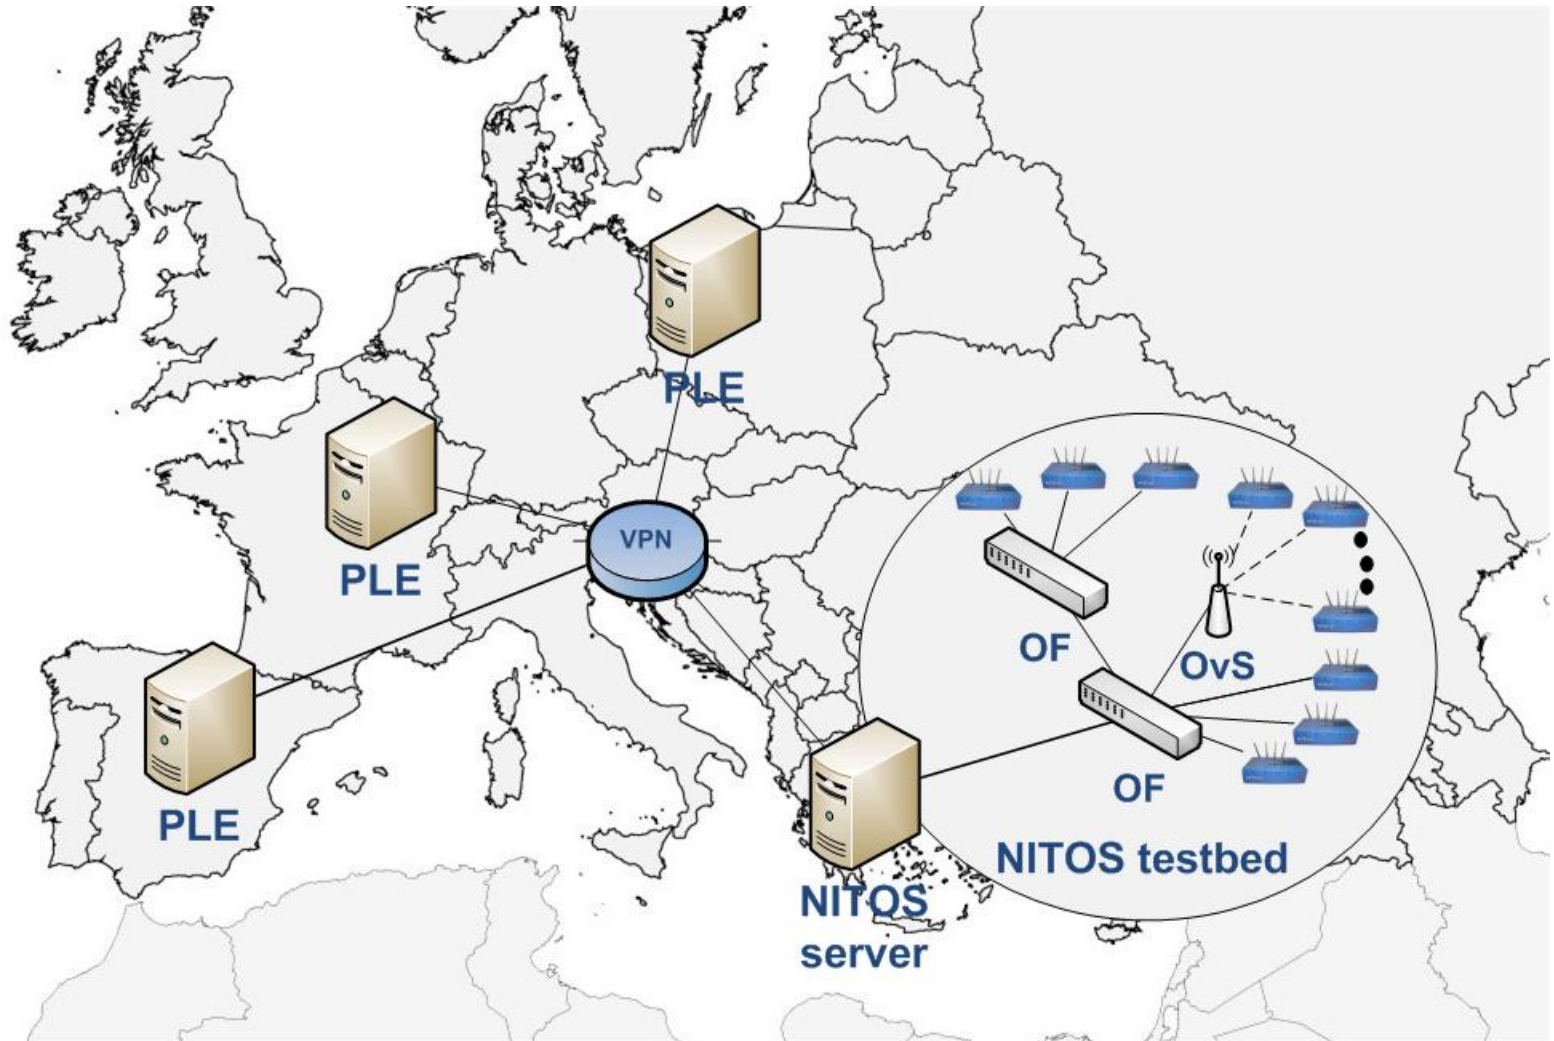 PLE
VPN
PLE
OF
OvS
PLE
OF
NITOS testbed
NITOS
server